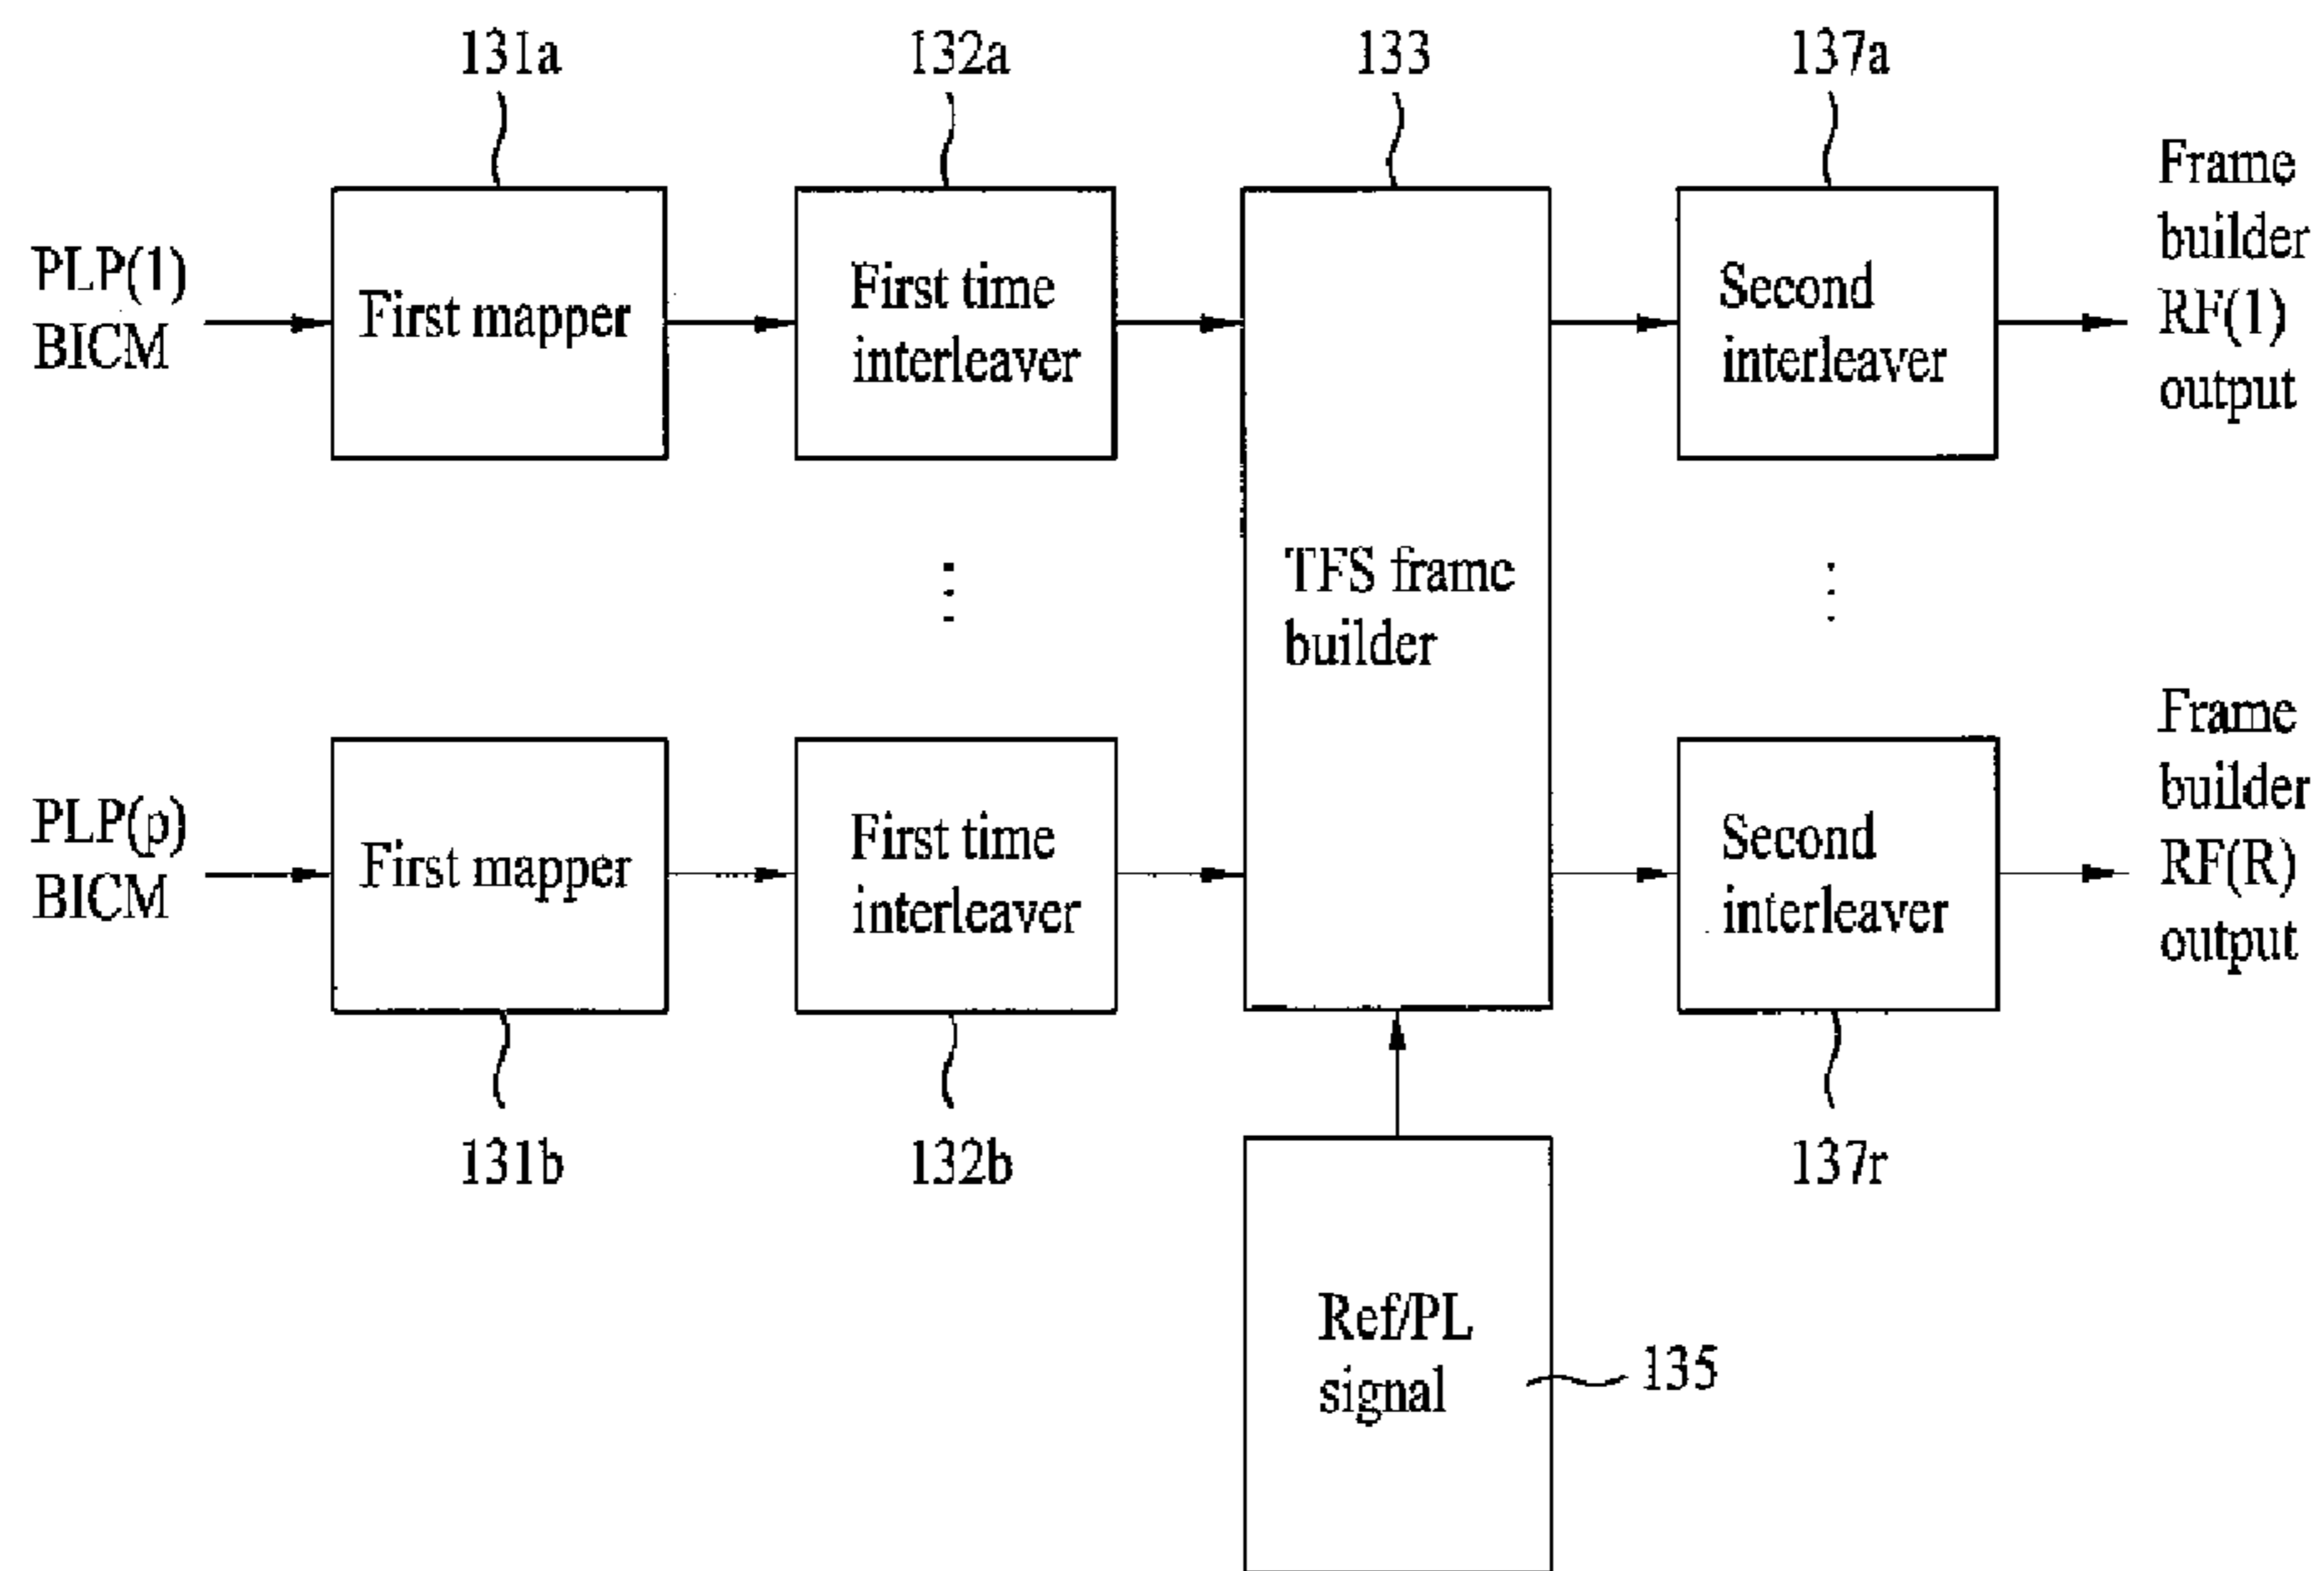 131a
132a
133
137a
PLP(1)
BICM
First mapper
First time
interleaver
Second
interleaver
Frame
builder
RF(1)
output
TFS frame
builder
PLP(p)
BICM
First mapper
First time
interleaver
Second
interleaver
Frame
builder
RF(R)
output
131b
132b
137r
Ref/PL
signal
135